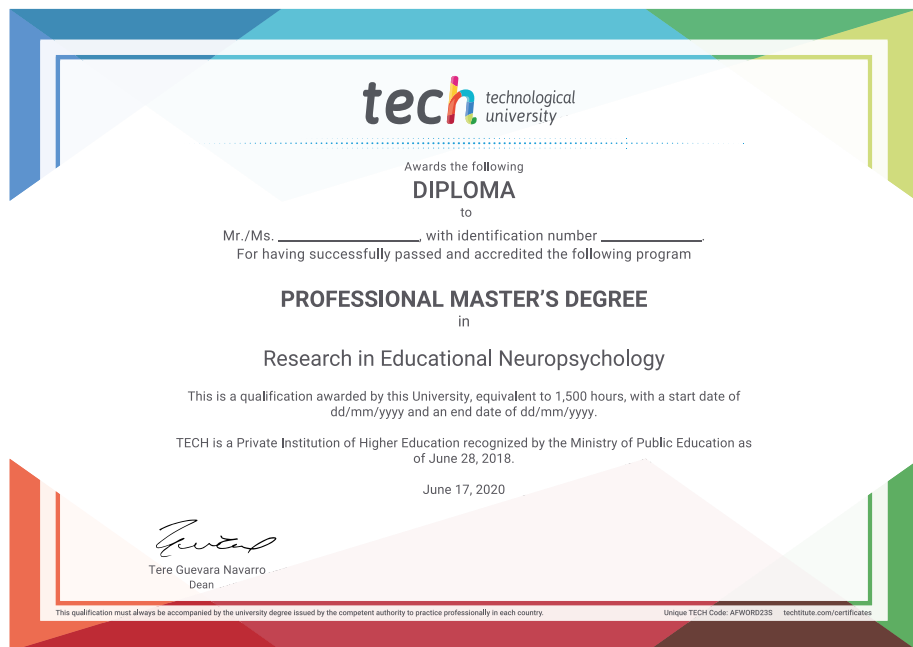 tech technological
university
Awards the following
DIPLOMA
to
Mr./Ms. ____________, with identification number ____________.
For having successfully passed and accredited the following program
PROFESSIONAL MASTER'S DEGREE
in
Research in Educational Neuropsychology
This is a qualification awarded by this University, equivalent to 1,500 hours, with a start date of
dd/mm/yyyy and an end date of dd/mm/yyyy.
TECH is a Private Institution of Higher Education recognized by the Ministry of Public Education as
of June 28, 2018.
June 17, 2020
Tere Guevara Navarro
Dean
This qualification must always be accompanied by the university degree issued by the competent authority to practice professionally in each country.
Unique TECH Code: AFWORD23S techtitute.com/certificates